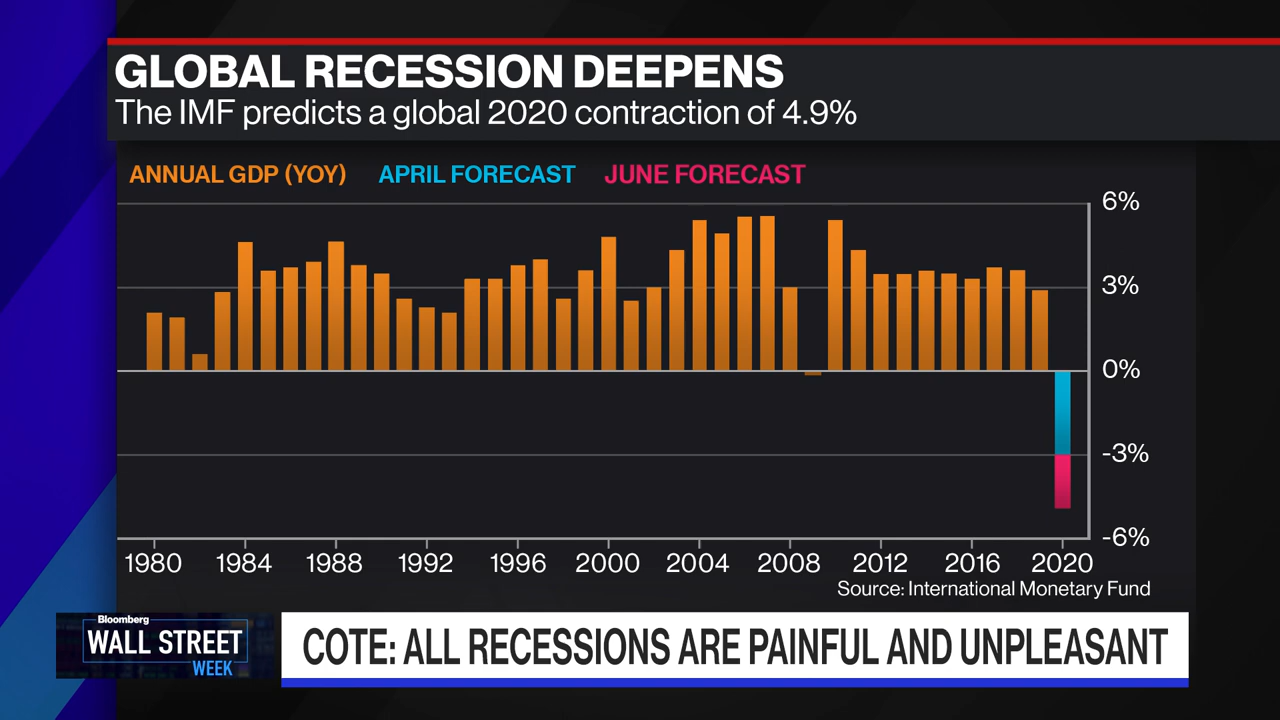 GLOBAL RECESSION DEEPENS
The IMF predicts a global 2020 contraction of 4.9%
ANNUAL GDP (YOY) APRIL FORECAST JUNE FORECAST
6%
3%
0%
-3%
-6%
1980 1984 1988 1992 1996 2000 2004 2008 2012 2016 2020
Source: International Monetary Fund
Bloomberg
WALL STREET
WEEK
COTE: ALL RECESSIONS ARE PAINFUL AND UNPLEASANT